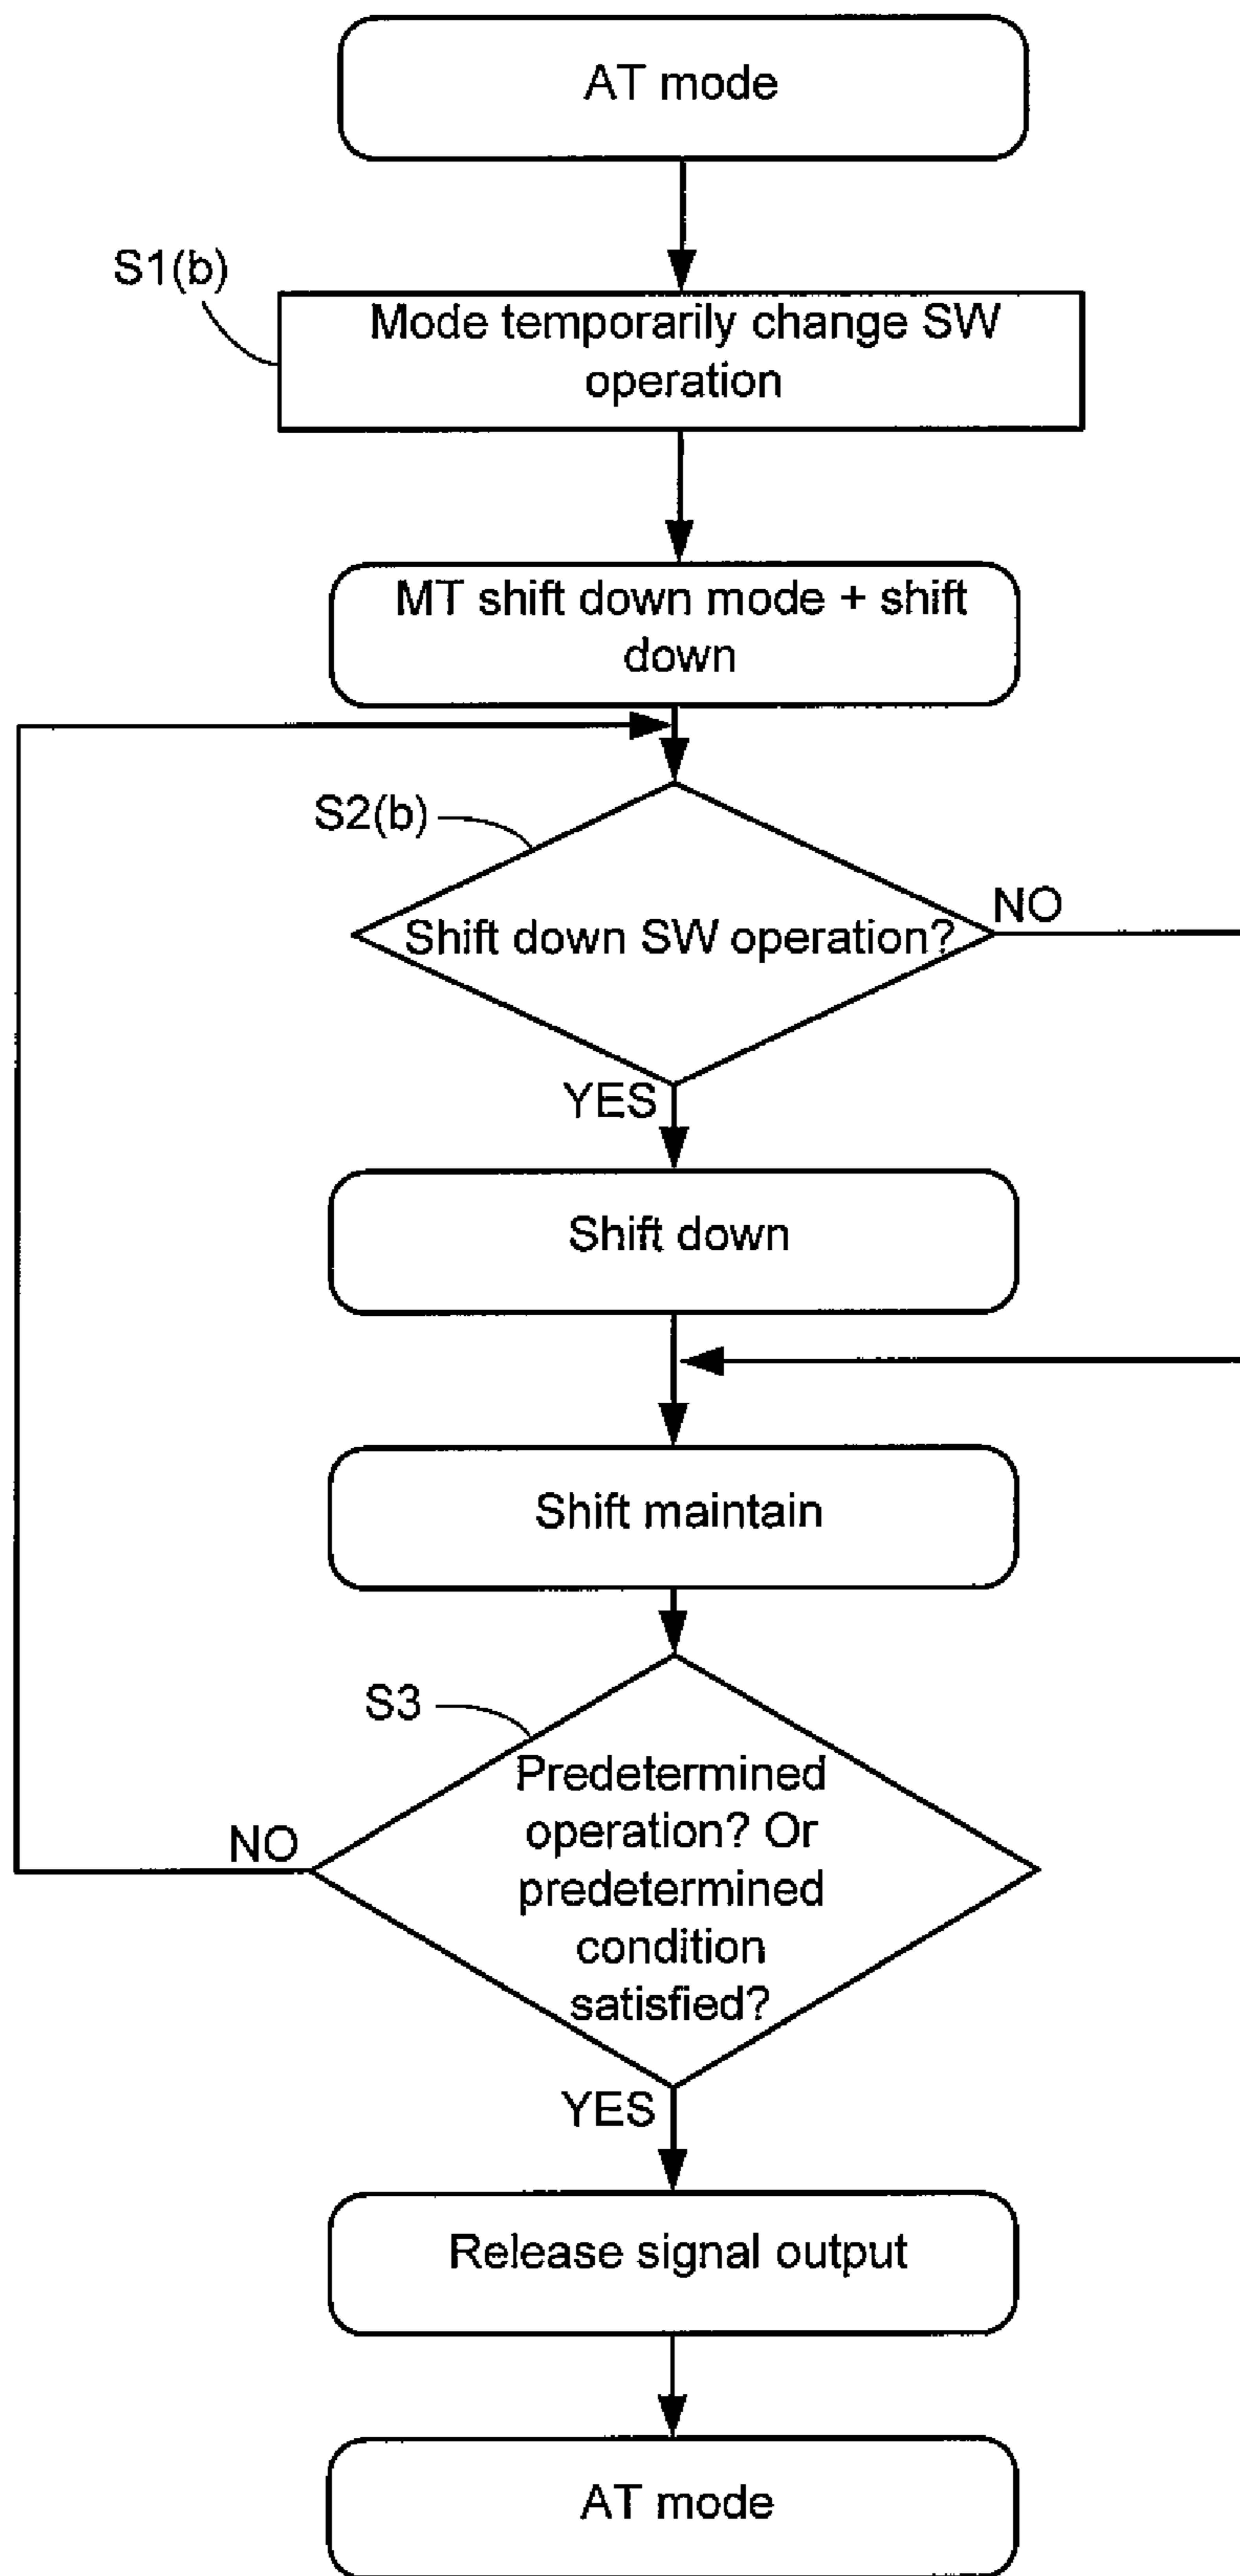 AT mode
S1(b)
Mode temporarily change SW
operation
MT shift down mode + shift
down
S2(b)
NO
Shift down SW operation?
YES
Shift down
Shift maintain
S3
Predetermined
operation? Or
NO
predetermined
condition
satisfied?
YES
Release signal output
AT mode